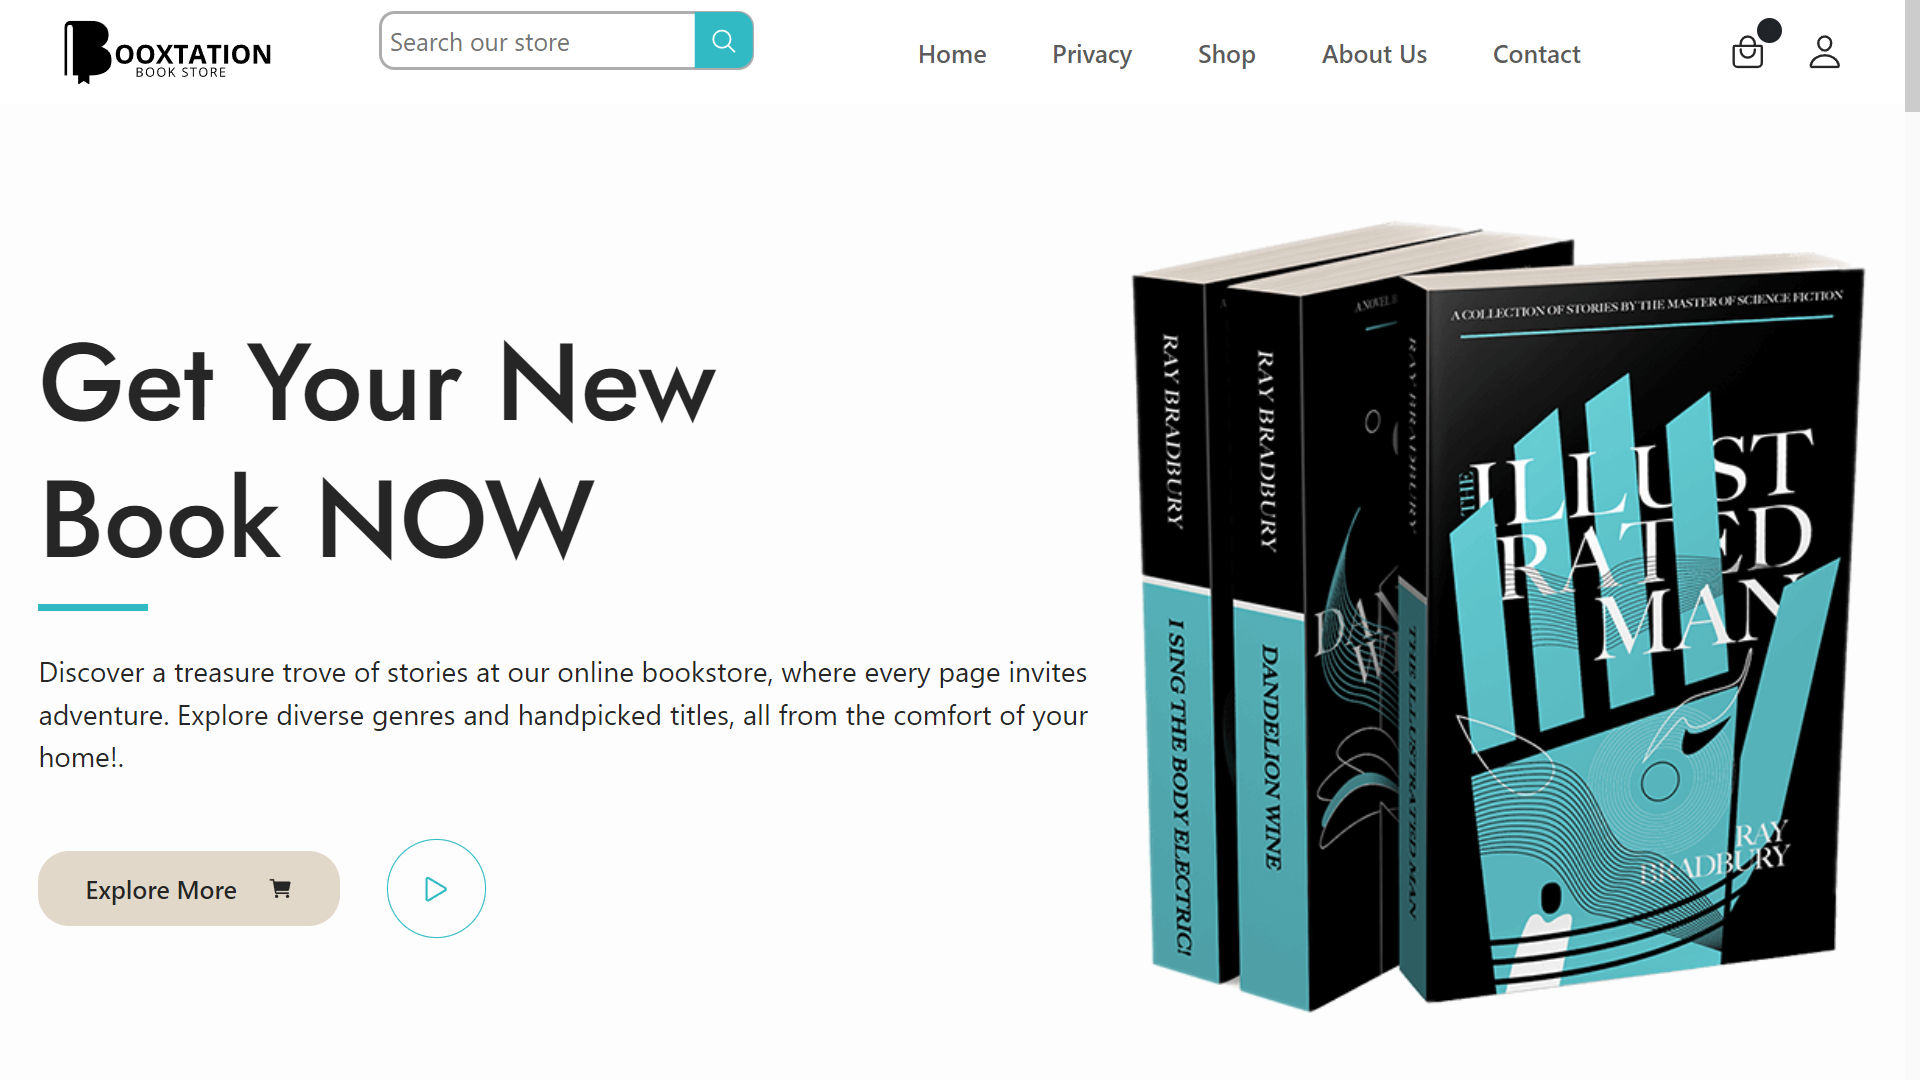 BOOXTATION
BOOK STORE
Search our store
Home
Privacy
Shop
About Us
Contact
Get Your New
Book NOW
Discover a treasure trove of stories at our online bookstore, where every page invites
adventure. Explore diverse genres and handpicked titles, all from the comfort of your
home!.
Explore More
RAY BRADBURY
I SING THE BODY ELECTRIC!
RAY BRADBURY
DANDELION WINE
A NOVEL
RAY BRADBURY
THE ILLUSTRATED MAN
A COLLECTION OF STORIES BY THE MASTER OF SCIENCE FICTION
THE
ILLUST
RATED
MAN
RAY
BRADBURY